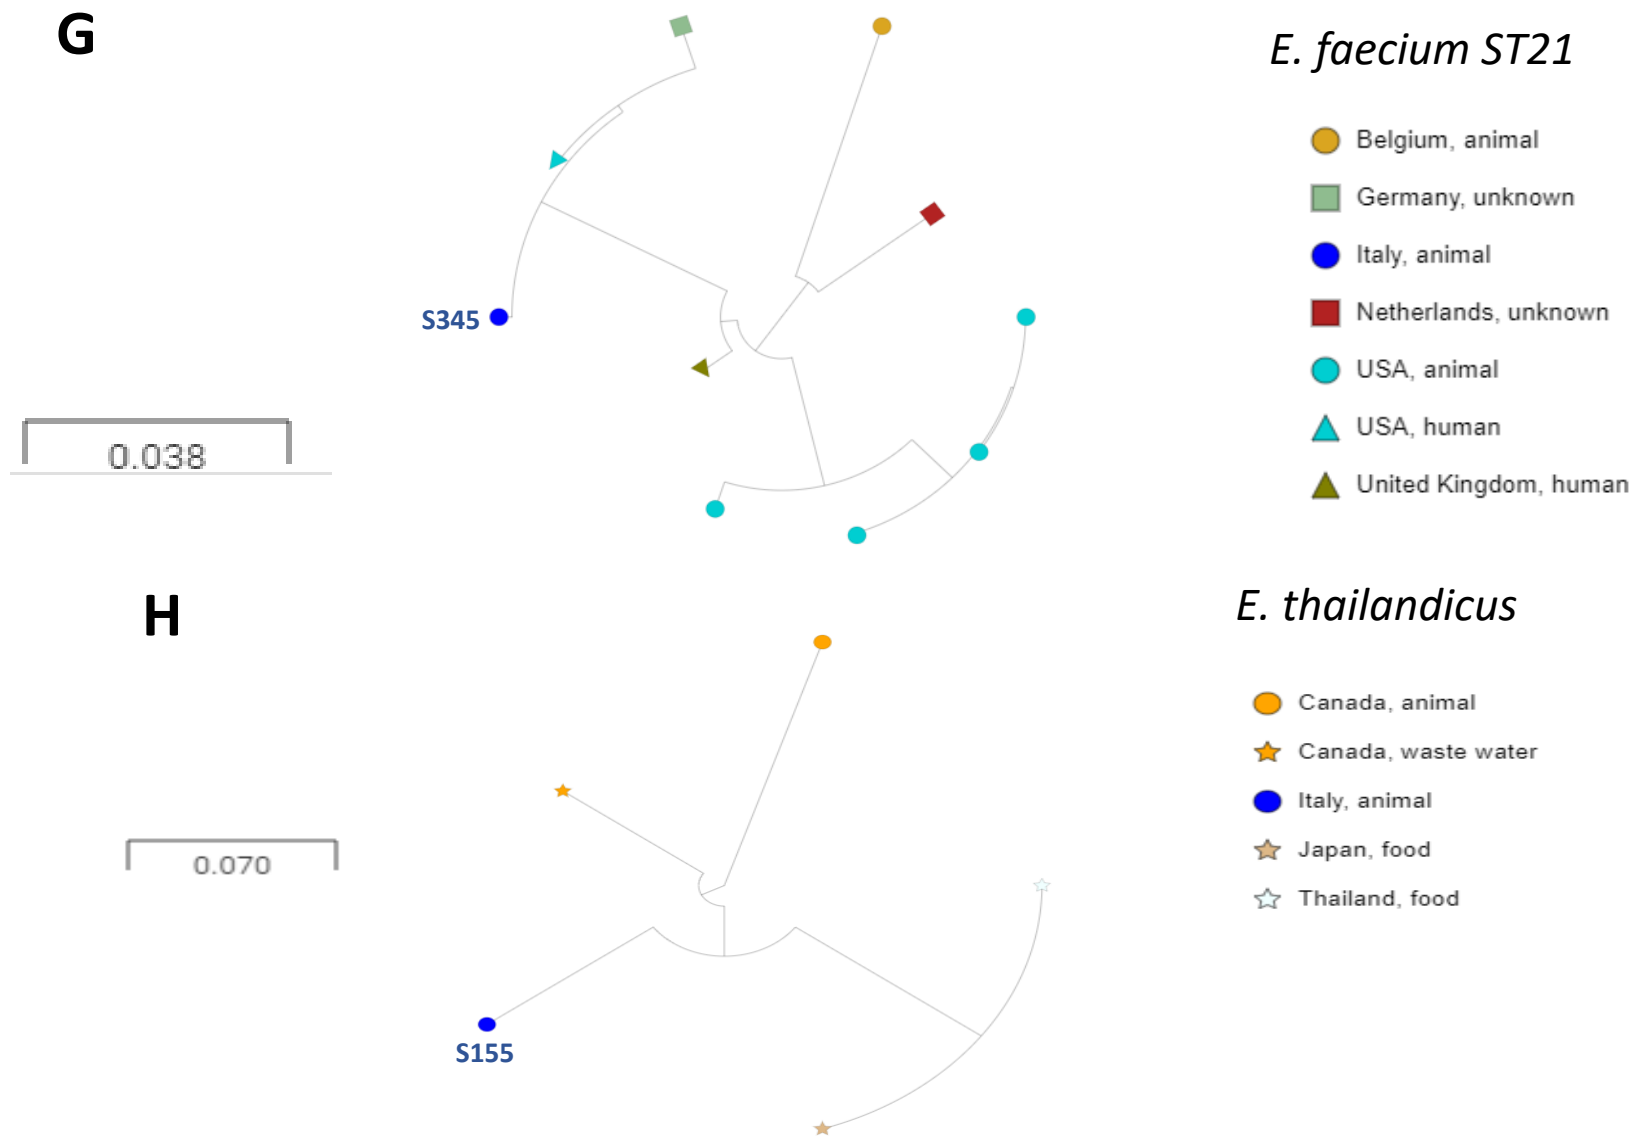 G
E. faecium ST21
Belgium, animal
Germany, unknown
Italy, animal
Netherlands, unknown
USA, animal
USA, human
United Kingdom, human
S345
0.038
H
E. thailandicus
Canada, animal
Canada, waste water
Italy, animal
Japan, food
Thailand, food
0.070
S155